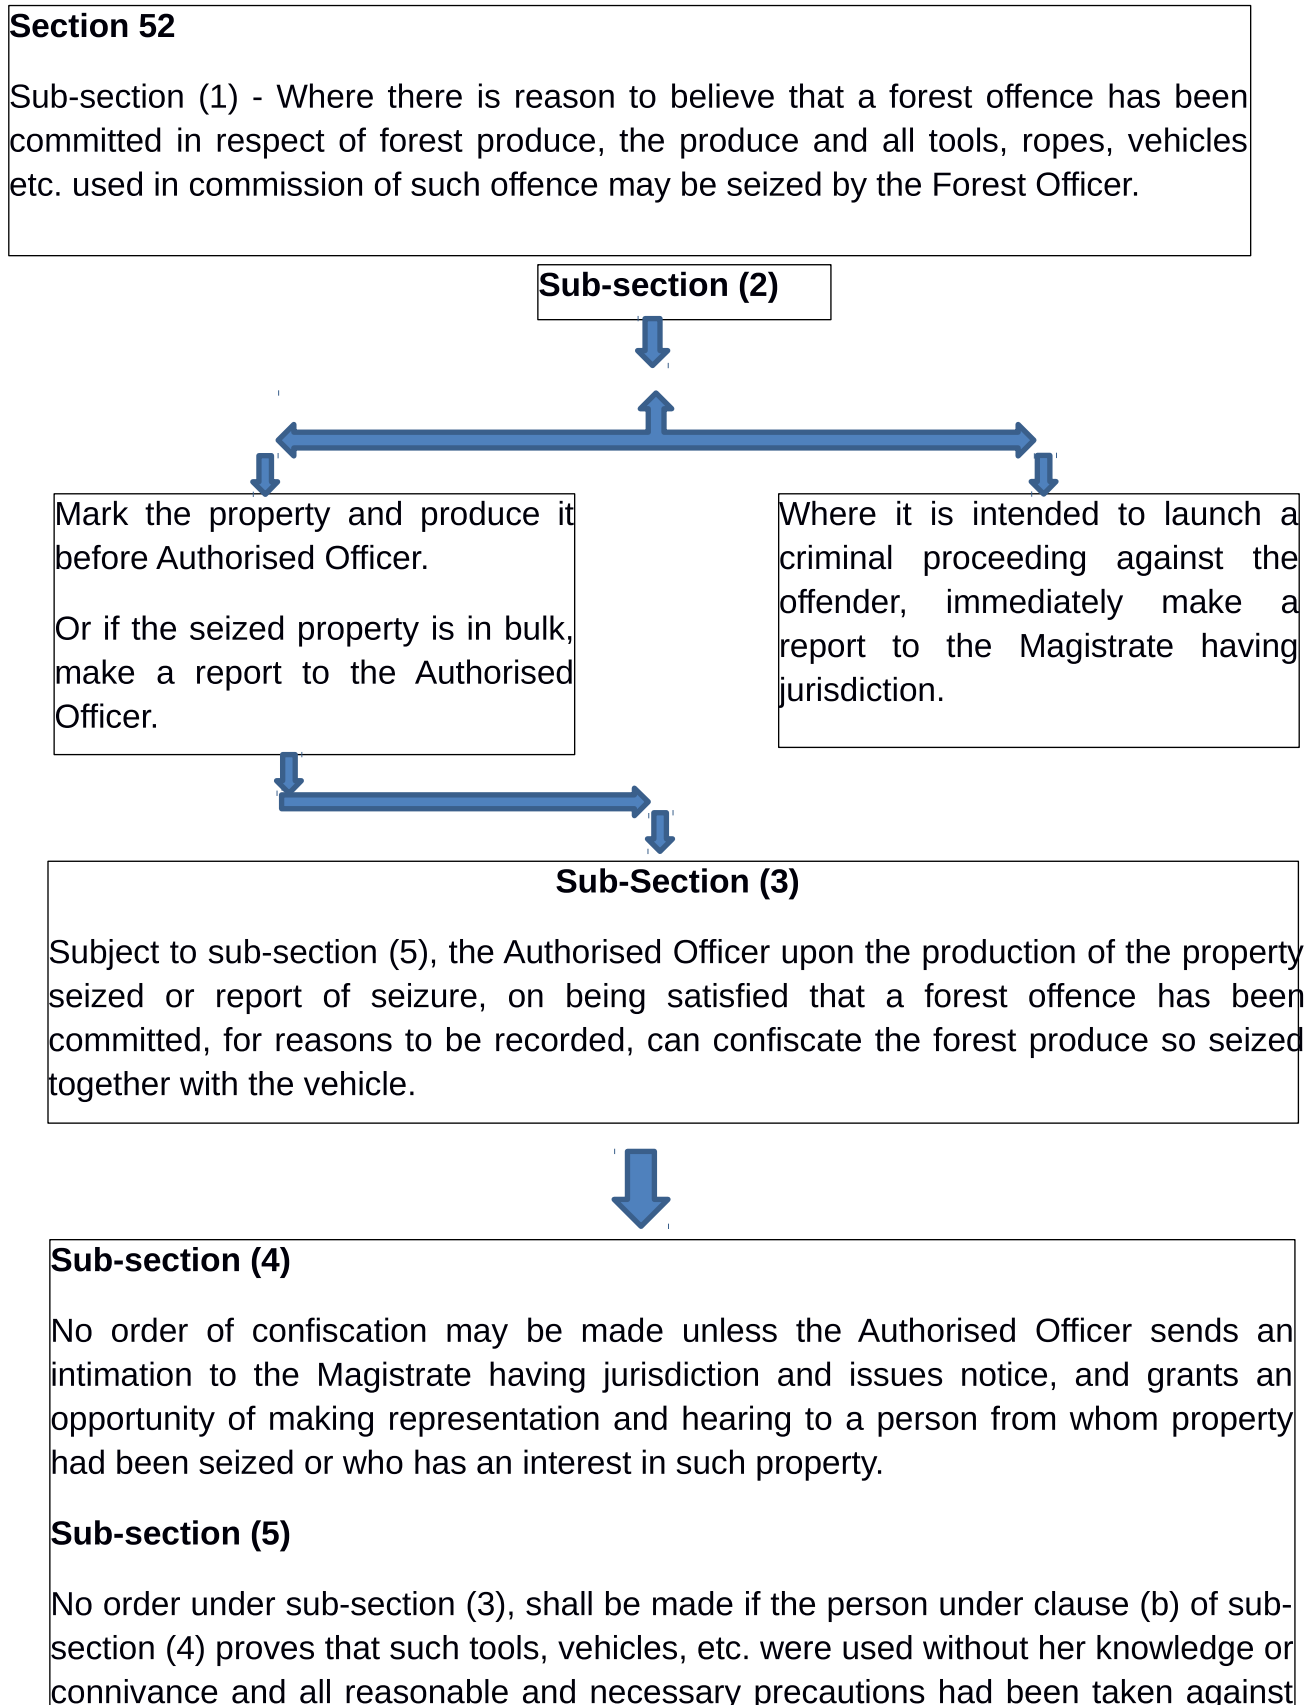 Section 52
Sub-section (1) - Where there is reason to believe that a forest offence has been
committed in respect of forest produce, the produce and all tools, ropes, vehicles
etc. used in commission of such offence may be seized by the Forest Officer.
Sub-section (2)
Mark the property and produce it
before Authorised Officer.
Or if the seized property is in bulk,
make a report to the Authorised
Officer.
Where it is intended to launch a
criminal proceeding against the
offender, immediately make a
report to the Magistrate having
jurisdiction.
Sub-Section (3)
Subject to sub-section (5), the Authorised Officer upon the production of the property
seized or report of seizure, on being satisfied that a forest offence has been
committed, for reasons to be recorded, can confiscate the forest produce so seized
together with the vehicle.
Sub-section (4)
No order of confiscation may be made unless the Authorised Officer sends an
intimation to the Magistrate having jurisdiction and issues notice, and grants an
opportunity of making representation and hearing to a person from whom property
had been seized or who has an interest in such property.
Sub-section (5)
No order under sub-section (3), shall be made if the person under clause (b) of sub-
section (4) proves that such tools, vehicles, etc. were used without her knowledge or
connivance and all reasonable and necessary precautions had been taken against